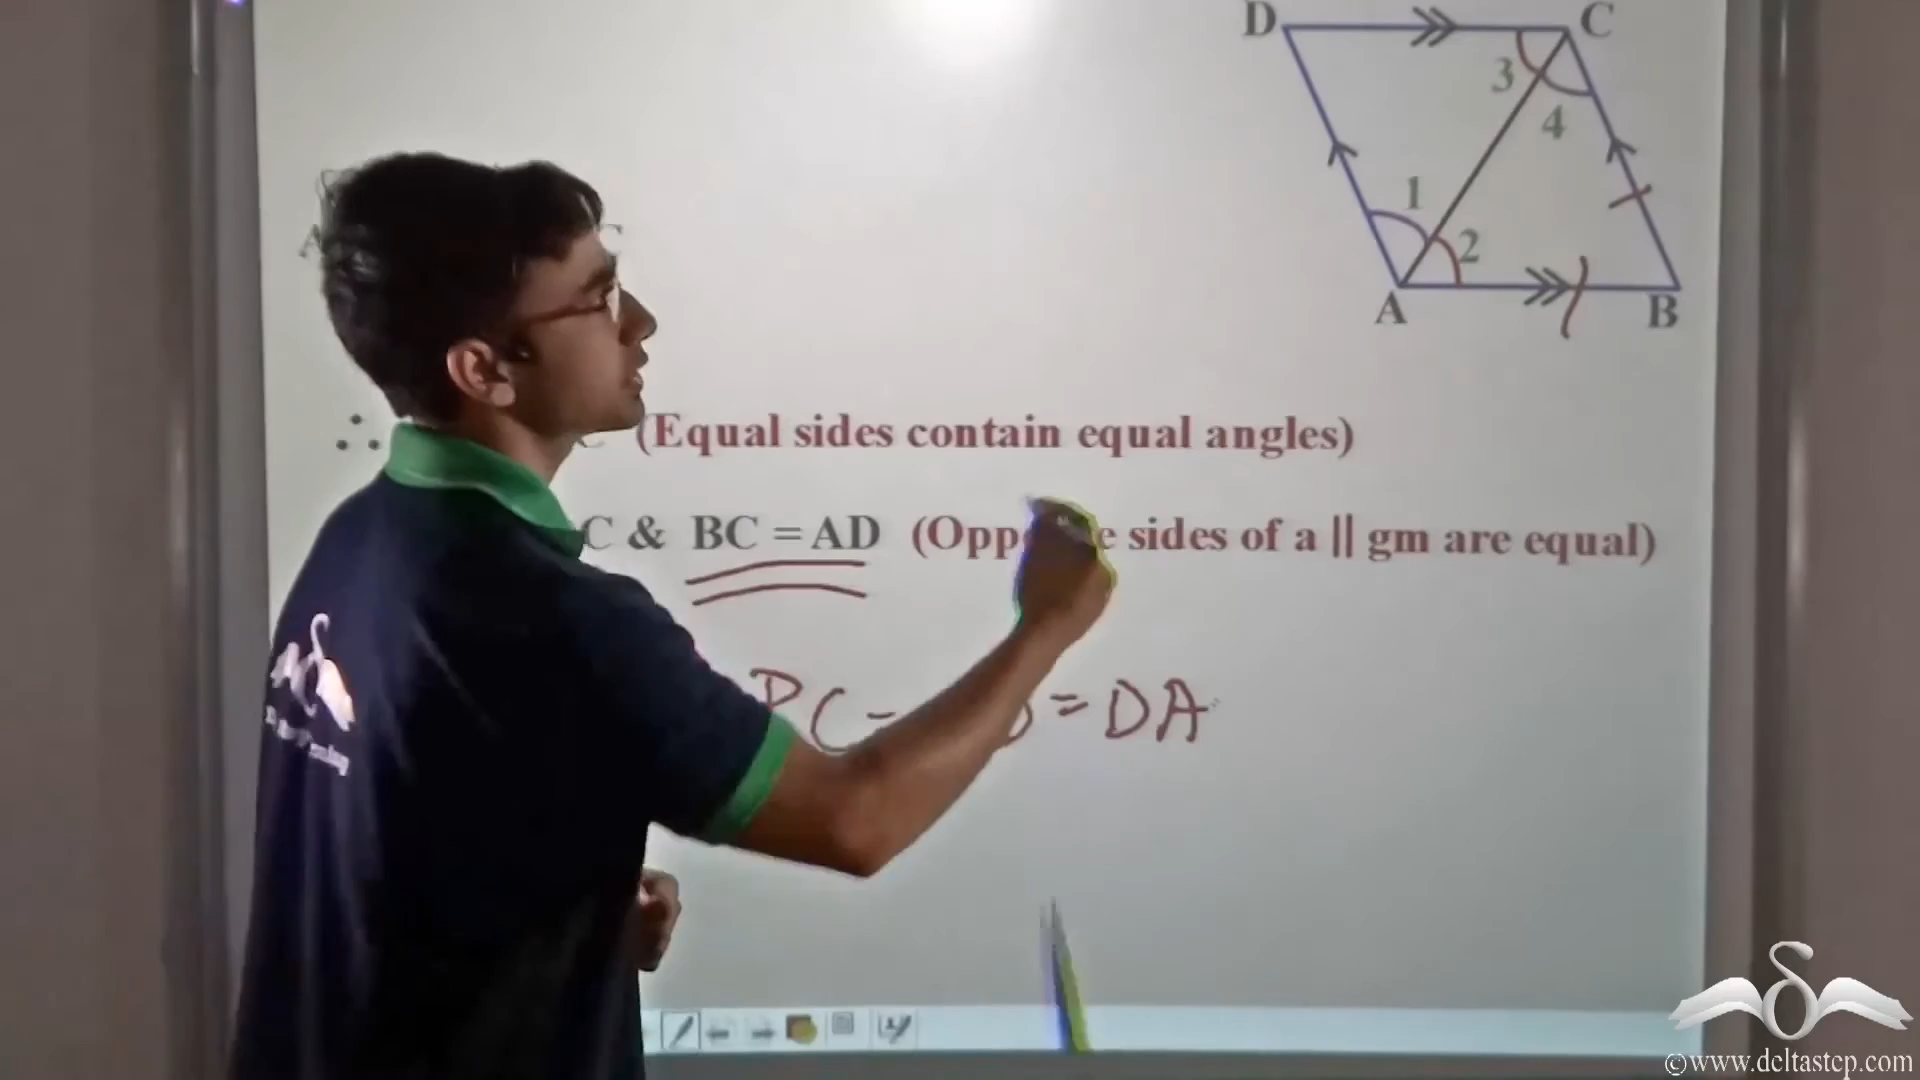 D C
3
4
1
2
A B
∴ C (Equal sides contain equal angles)
C & BC = AD (Opp e sides of a || gm are equal)
C = DA
©www.deltastep.com